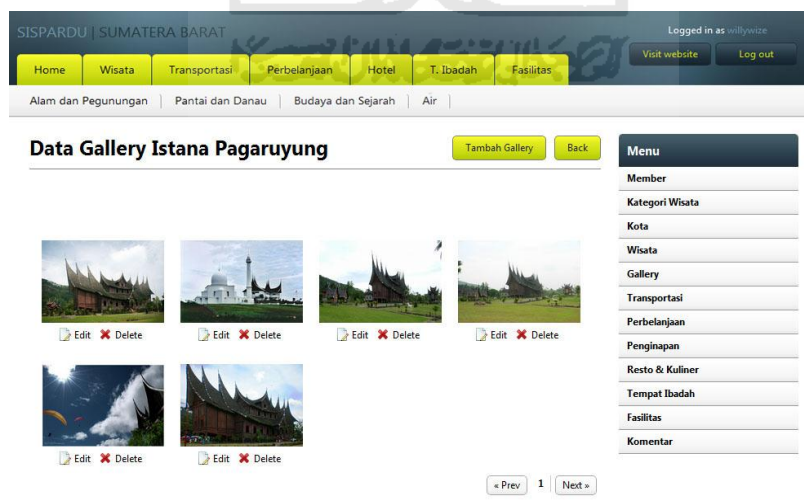 SISPARDU | SUMATERA BARAT
Logged in as willywize
Visit website Log out
Home Wisata Transportasi Perbelanjaan Hotel T. Ibadah Fasilitas
Alam dan Pegunungan | Pantai dan Danau | Budaya dan Sejarah | Air |
Data Gallery Istana Pagaruyung
Tambah Gallery Back
Edit Delete Edit Delete Edit Delete Edit Delete
Edit Delete Edit Delete
« Prev 1 Next »
Menu
Member
Kategori Wisata
Kota
Wisata
Gallery
Transportasi
Perbelanjaan
Penginapan
Resto & Kuliner
Tempat Ibadah
Fasilitas
Komentar